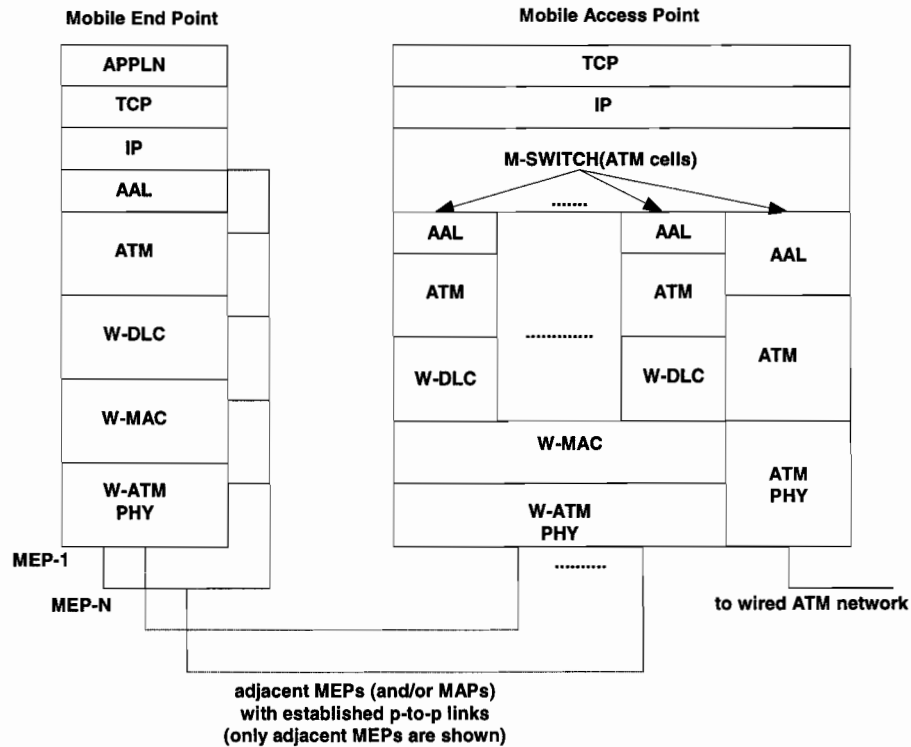 Mobile End Point
APPLN
TCP
IP
AAL
ATM
W-DLC
W-MAC
W-ATM
PHY
MEP-1
MEP-N
Mobile Access Point
TCP
IP
M-SWITCH(ATM cells)
.......
AAL
ATM
W-DLC
..............
AAL
ATM
W-DLC
AAL
ATM
ATM
PHY
W-MAC
W-ATM
PHY
..........
to wired ATM network
adjacent MEPs (and/or MAPs)
with established p-to-p links
(only adjacent MEPs are shown)